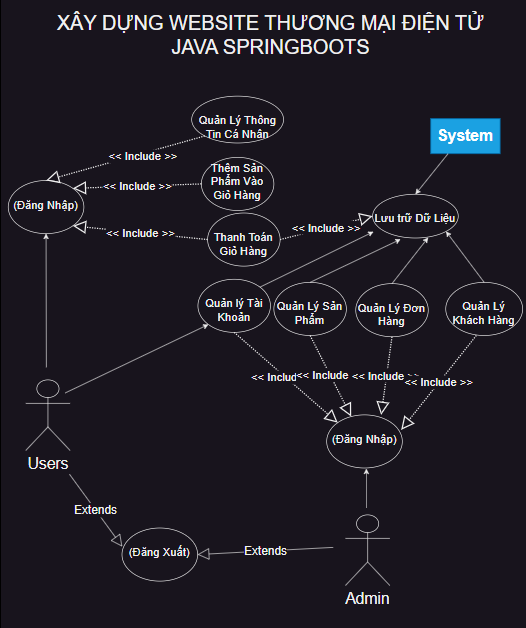 XÂY DỰNG WEBSITE THƯƠNG MẠI ĐIỆN TỬ
JAVA SPRINGBOOTS
Quản Lý Thông
Tin Cá Nhân
System
<< Include >>
Thêm Sản
Phẩm Vào
Giỏ Hàng
<< Include >>
(Đăng Nhập)
Lưu trữ Dữ Liệu
<< Include >>
Thanh Toán
Giỏ Hàng
<< Include >>
Quản lý Tài
Khoản
Quản Lý Sản
Phẩm
Quản Lý Đơn
Hàng
Quản Lý
Khách Hàng
<< Include
<< Include
<< Include >>
<< Include >>
(Đăng Nhập)
Users
Extends
(Đăng Xuất)
Extends
Admin